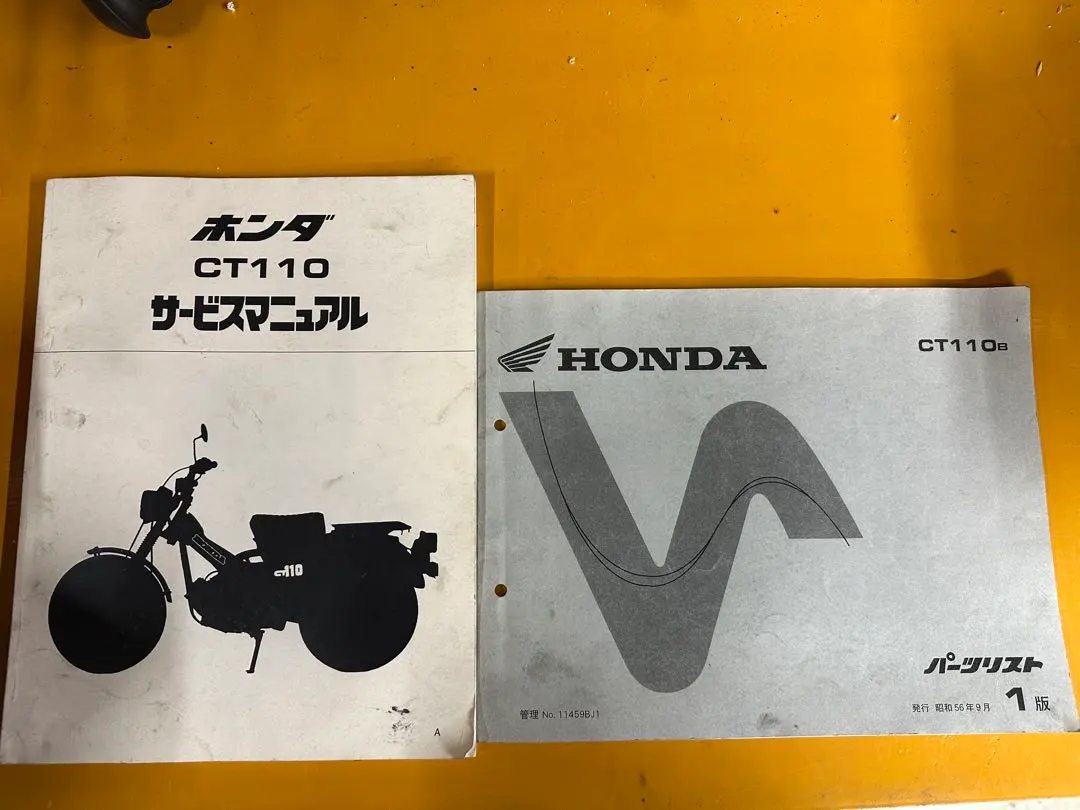 ホンダ
CT110
サービスマニュアル
CT110
A
HONDA
CT110B
パーツリスト
管理 No. 11459BJ1
発行 昭和56年9月 1版